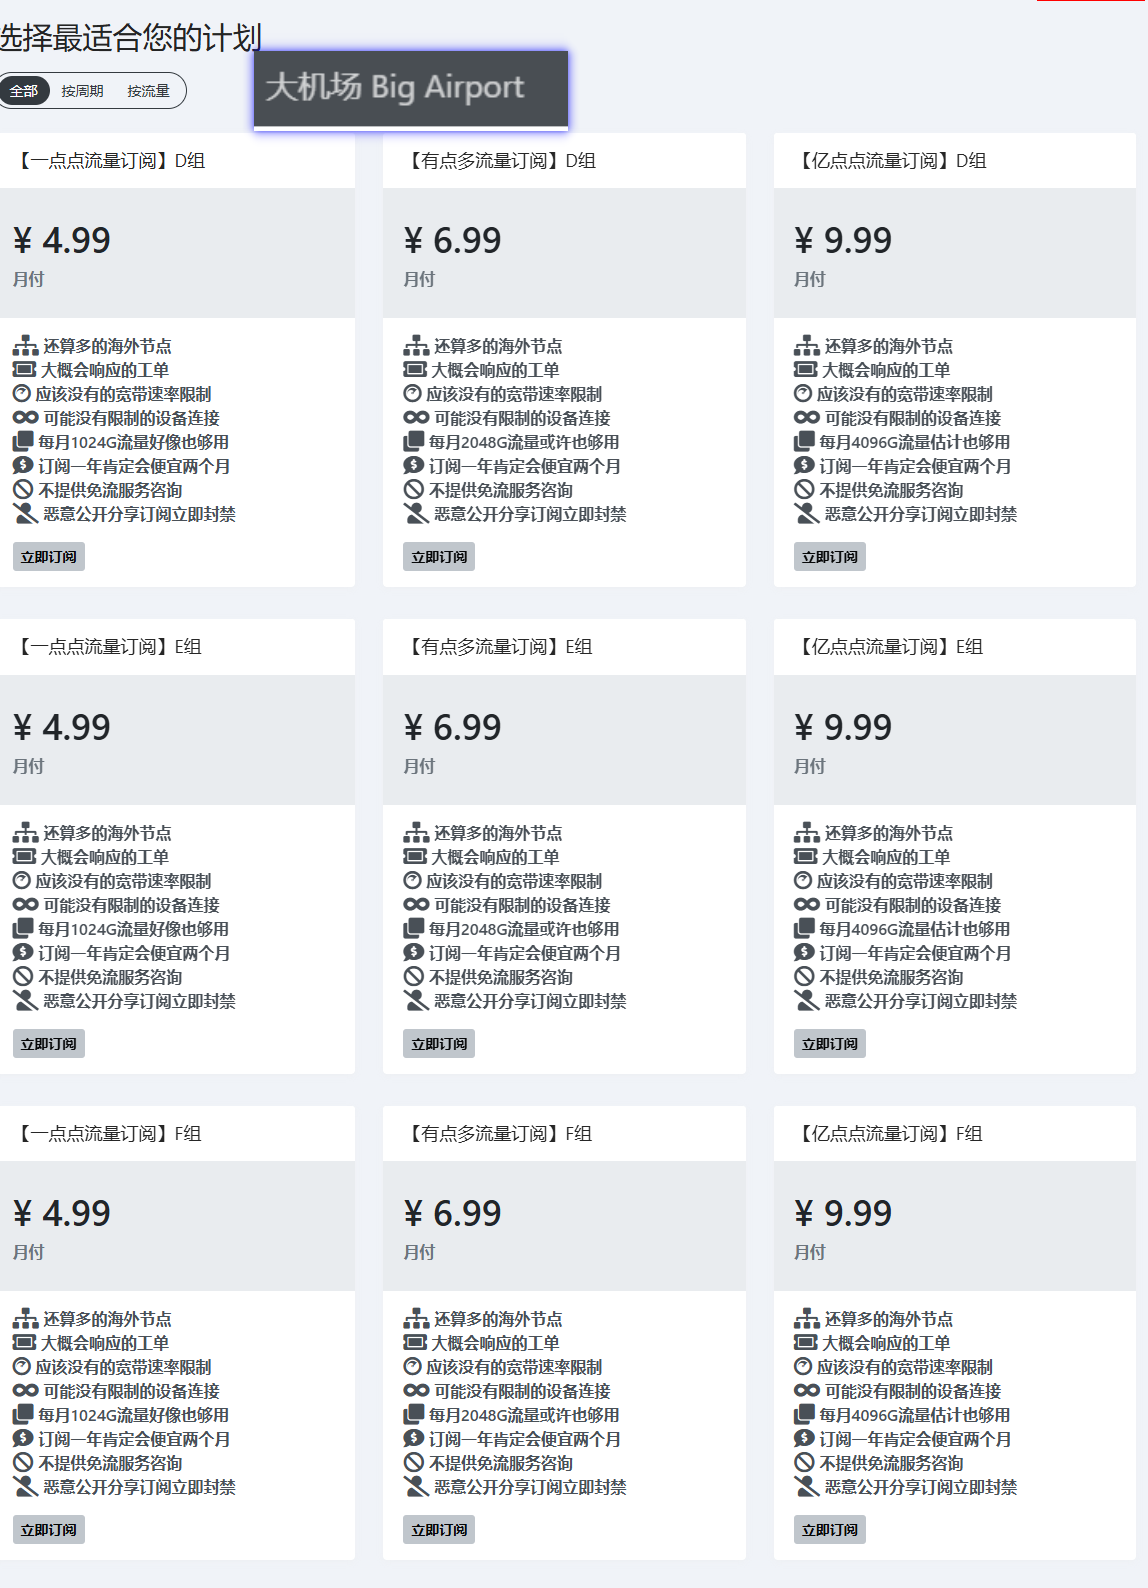 选择最适合您的计划
大机场 Big Airport
全部 按周期 按流量
【一点点流量订阅】D组
¥ 4.99
月付
还算多的海外节点
大概会响应的工单
应该没有的宽带速率限制
可能没有限制的设备连接
每月1024G流量好像也够用
订阅一年肯定会便宜两个月
不提供免流服务咨询
恶意公开分享订阅立即封禁
立即订阅
【有点多流量订阅】D组
¥ 6.99
月付
还算多的海外节点
大概会响应的工单
应该没有的宽带速率限制
可能没有限制的设备连接
每月2048G流量或许也够用
订阅一年肯定会便宜两个月
不提供免流服务咨询
恶意公开分享订阅立即封禁
立即订阅
【亿点点流量订阅】D组
¥ 9.99
月付
还算多的海外节点
大概会响应的工单
应该没有的宽带速率限制
可能没有限制的设备连接
每月4096G流量估计也够用
订阅一年肯定会便宜两个月
不提供免流服务咨询
恶意公开分享订阅立即封禁
立即订阅
【一点点流量订阅】E组
¥ 4.99
月付
还算多的海外节点
大概会响应的工单
应该没有的宽带速率限制
可能没有限制的设备连接
每月1024G流量好像也够用
订阅一年肯定会便宜两个月
不提供免流服务咨询
恶意公开分享订阅立即封禁
立即订阅
【有点多流量订阅】E组
¥ 6.99
月付
还算多的海外节点
大概会响应的工单
应该没有的宽带速率限制
可能没有限制的设备连接
每月2048G流量或许也够用
订阅一年肯定会便宜两个月
不提供免流服务咨询
恶意公开分享订阅立即封禁
立即订阅
【亿点点流量订阅】E组
¥ 9.99
月付
还算多的海外节点
大概会响应的工单
应该没有的宽带速率限制
可能没有限制的设备连接
每月4096G流量估计也够用
订阅一年肯定会便宜两个月
不提供免流服务咨询
恶意公开分享订阅立即封禁
立即订阅
【一点点流量订阅】F组
¥ 4.99
月付
还算多的海外节点
大概会响应的工单
应该没有的宽带速率限制
可能没有限制的设备连接
每月1024G流量好像也够用
订阅一年肯定会便宜两个月
不提供免流服务咨询
恶意公开分享订阅立即封禁
立即订阅
【有点多流量订阅】F组
¥ 6.99
月付
还算多的海外节点
大概会响应的工单
应该没有的宽带速率限制
可能没有限制的设备连接
每月2048G流量或许也够用
订阅一年肯定会便宜两个月
不提供免流服务咨询
恶意公开分享订阅立即封禁
立即订阅
【亿点点流量订阅】F组
¥ 9.99
月付
还算多的海外节点
大概会响应的工单
应该没有的宽带速率限制
可能没有限制的设备连接
每月4096G流量估计也够用
订阅一年肯定会便宜两个月
不提供免流服务咨询
恶意公开分享订阅立即封禁
立即订阅